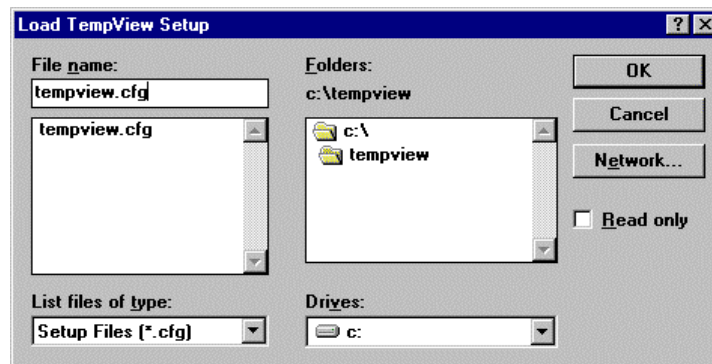 Load TempView Setup
File name:
tempview.cfg
tempview.cfg
List files of type:
Setup Files (*.cfg)
Folders:
c:\tempview
c:\
tempview
Drives:
c:
OK
Cancel
Network...
Read only